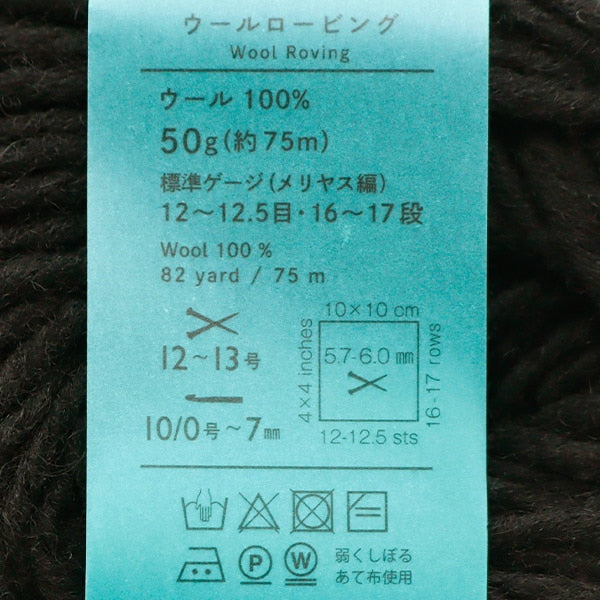 ウールロービング
Wool Roving
ウール 100%
50g(約75m)
標準ゲージ(メリヤス編)
12〜12.5目・16〜17段
Wool 100%
82 yard / 75 m
12〜13号
10/0号〜7mm
10×10 cm
4×4 inches
5.7-6.0 mm
16-17 rows
12-12.5 sts
P
W
弱くしぼる
あて布使用